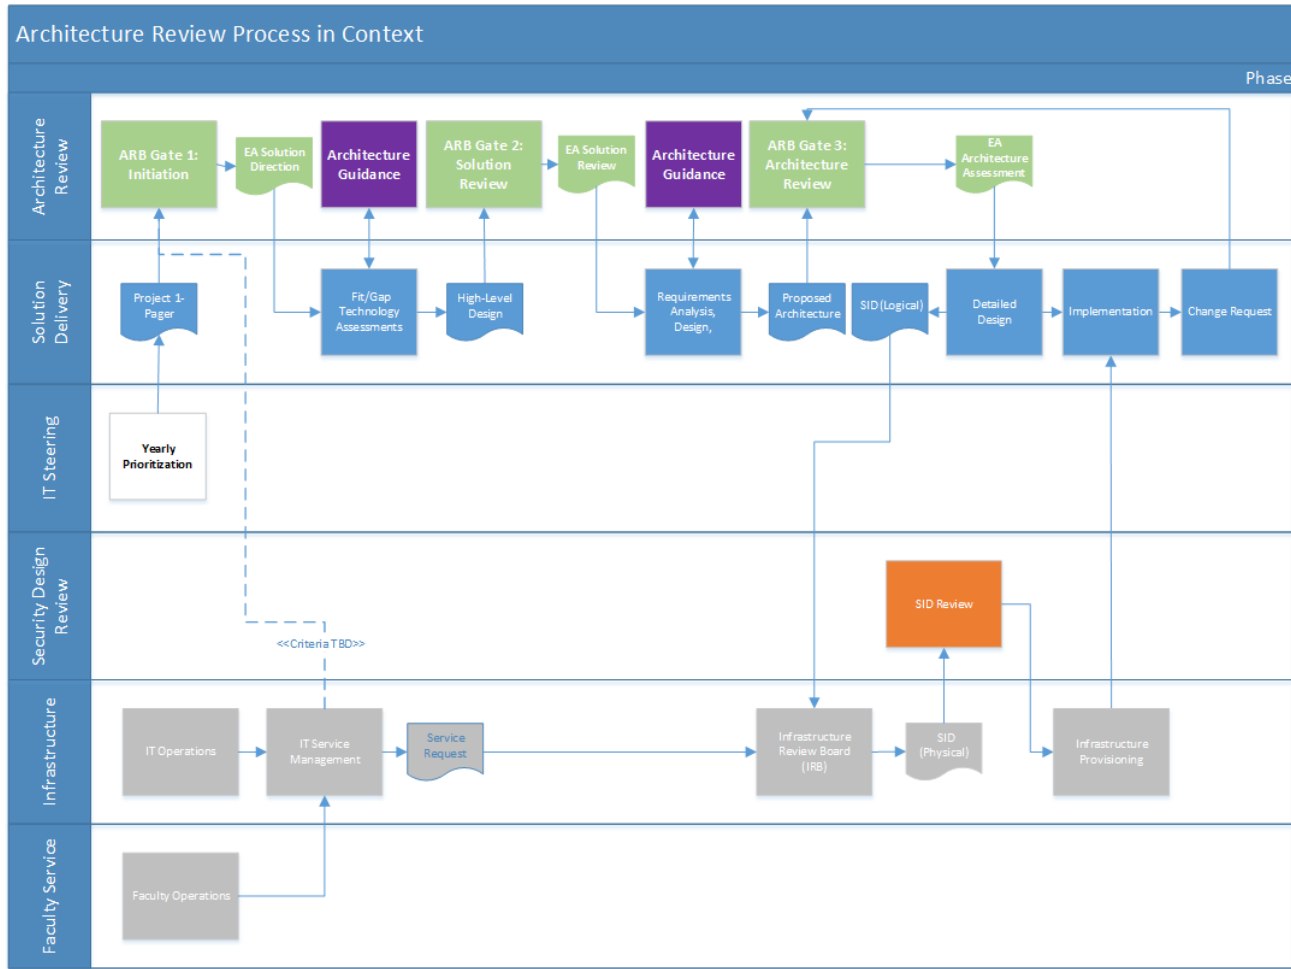 Architecture Review Process in Context
Phase
Architecture
Review
ARB Gate 1:
Initiation
EA Solution
Direction
Architecture
Guidance
ARB Gate 2:
Solution
Review
EA Solution
Review
Architecture
Guidance
ARB Gate 3:
Architecture
Review
EA
Architecture
Assessment
Solution
Delivery
Project 1-
Pager
Fit/Gap
Technology
Assessments
High-Level
Design
Requirements
Analysis,
Design,
Proposed
Architecture
SID (Logical)
Detailed
Design
Implementation
Change Request
IT Steering
Yearly
Prioritization
Security Design
Review
SID Review
<<Criteria TBD>>
Infrastructure
IT Operations
IT Service
Management
Service
Request
Infrastructure
Review Board
(IRB)
SID
(Physical)
Infrastructure
Provisioning
Faculty Service
Faculty Operations